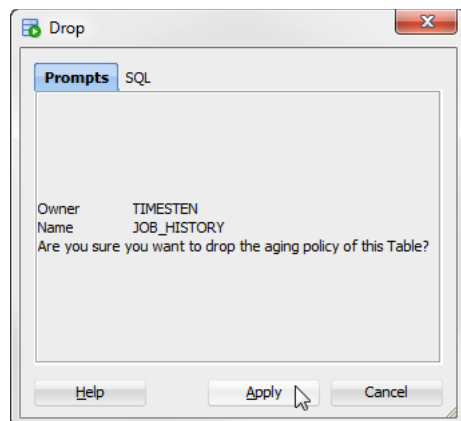 Drop
Prompts SQL
Owner TIMESTEN
Name JOB_HISTORY
Are you sure you want to drop the aging policy of this Table?
Help Apply Cancel